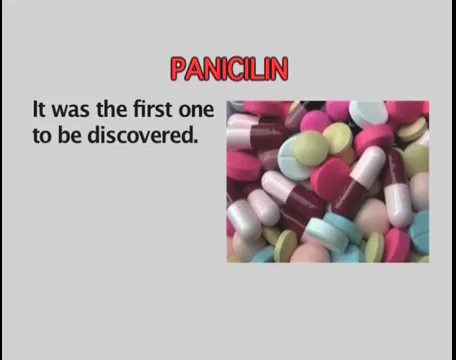 PANICILIN
It was the first one
to be discovered.